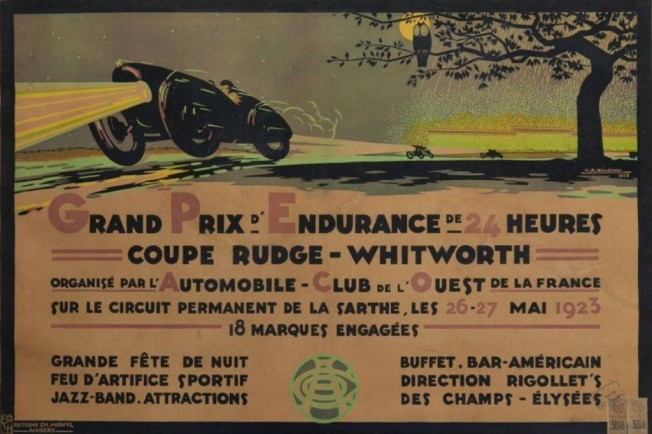 GRAND PRIX D' ENDURANCE DE 24 HEURES
COUPE RUDGE - WHITWORTH
ORGANISÉ PAR L'AUTOMOBILE - CLUB DE L'OUEST DE LA FRANCE
SUR LE CIRCUIT PERMANENT DE LA SARTHE, LES 26-27 MAI 1923
18 MARQUES ENGAGÉES
GRANDE FÊTE DE NUIT
FEU D'ARTIFICE SPORTIF
JAZZ-BAND. ATTRACTIONS
BUFFET. BAR-AMÉRICAIN
DIRECTION RIGOLLET'S
DES CHAMPS - ÉLYSÉES